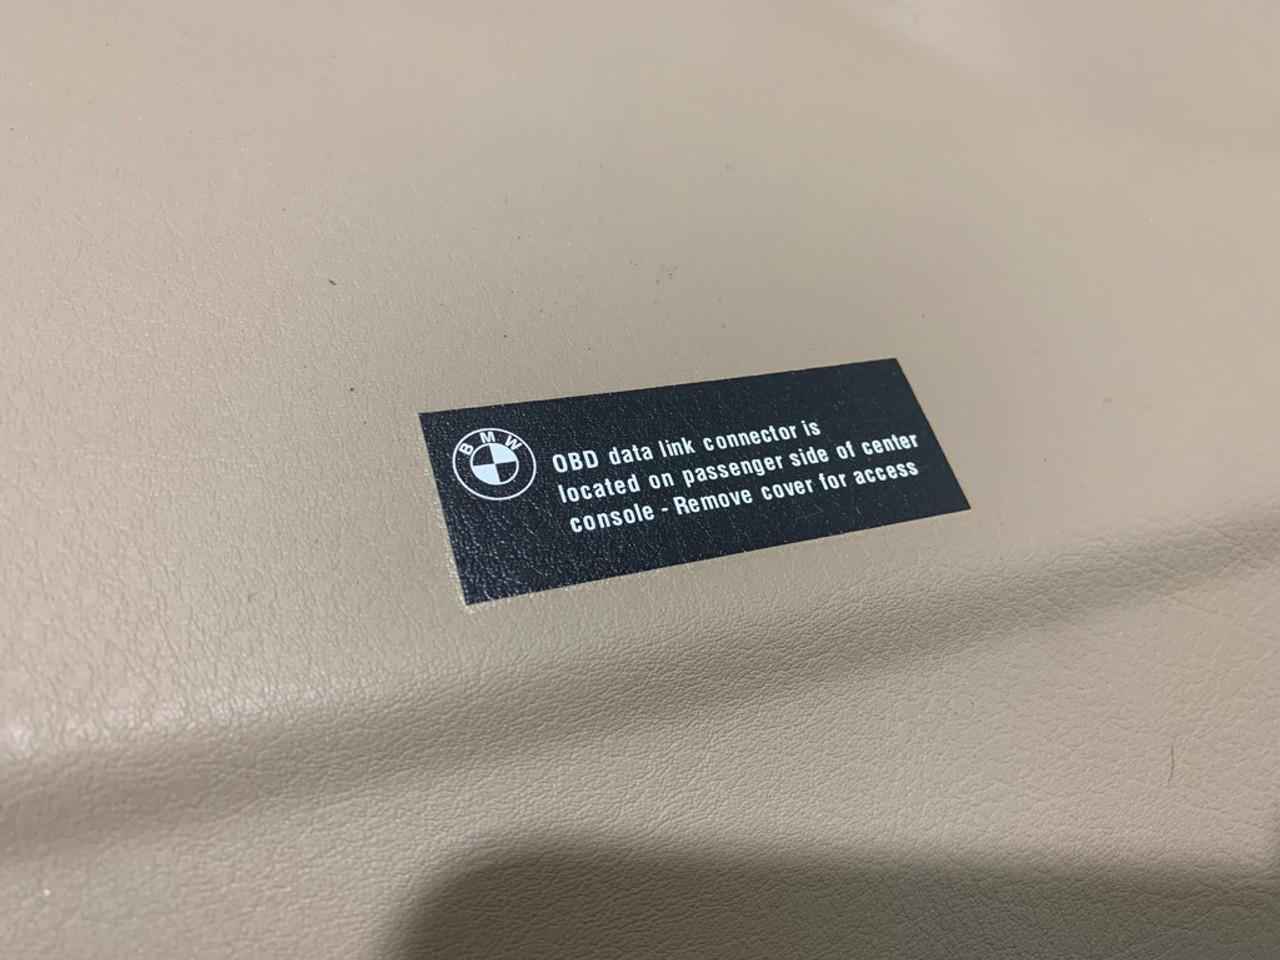 BMW
OBD data link connector is
located on passenger side of center
console - Remove cover for access